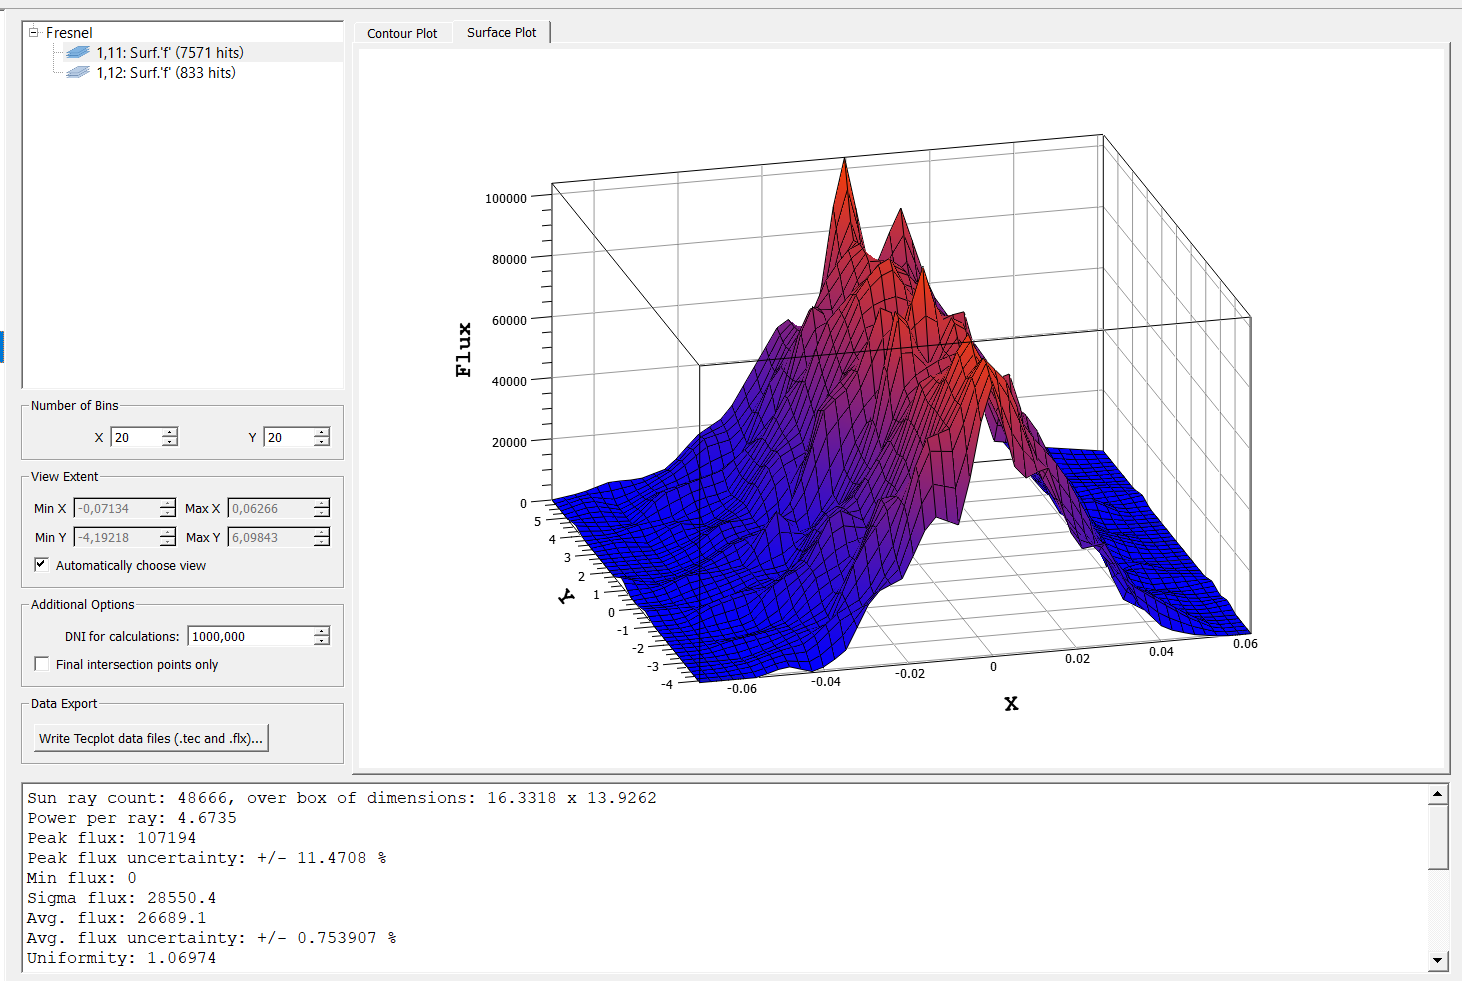 Fresnel
1,11: Surf.'f' (7571 hits)
1,12: Surf.'f' (833 hits)
Number of Bins
X 20 Y 20
View Extent
Min X -0,07134 Max X 0,06266
Min Y -4,19218 Max Y 6,09843
Automatically choose view
Additional Options
DNI for calculations: 1000,000
Final intersection points only
Data Export
Write Tecplot data files (.tec and .flx)...
Contour Plot
Surface Plot
Flux
100000
80000
60000
40000
20000
0
Y
5
4
3
2
1
0
-1
-2
-3
-4
-0.06
-0.04
-0.02
0
0.02
0.04
0.06
X
Sun ray count: 48666, over box of dimensions: 16.3318 x 13.9262
Power per ray: 4.6735
Peak flux: 107194
Peak flux uncertainty: +/- 11.4708 %
Min flux: 0
Sigma flux: 28550.4
Avg. flux: 26689.1
Avg. flux uncertainty: +/- 0.753907 %
Uniformity: 1.06974